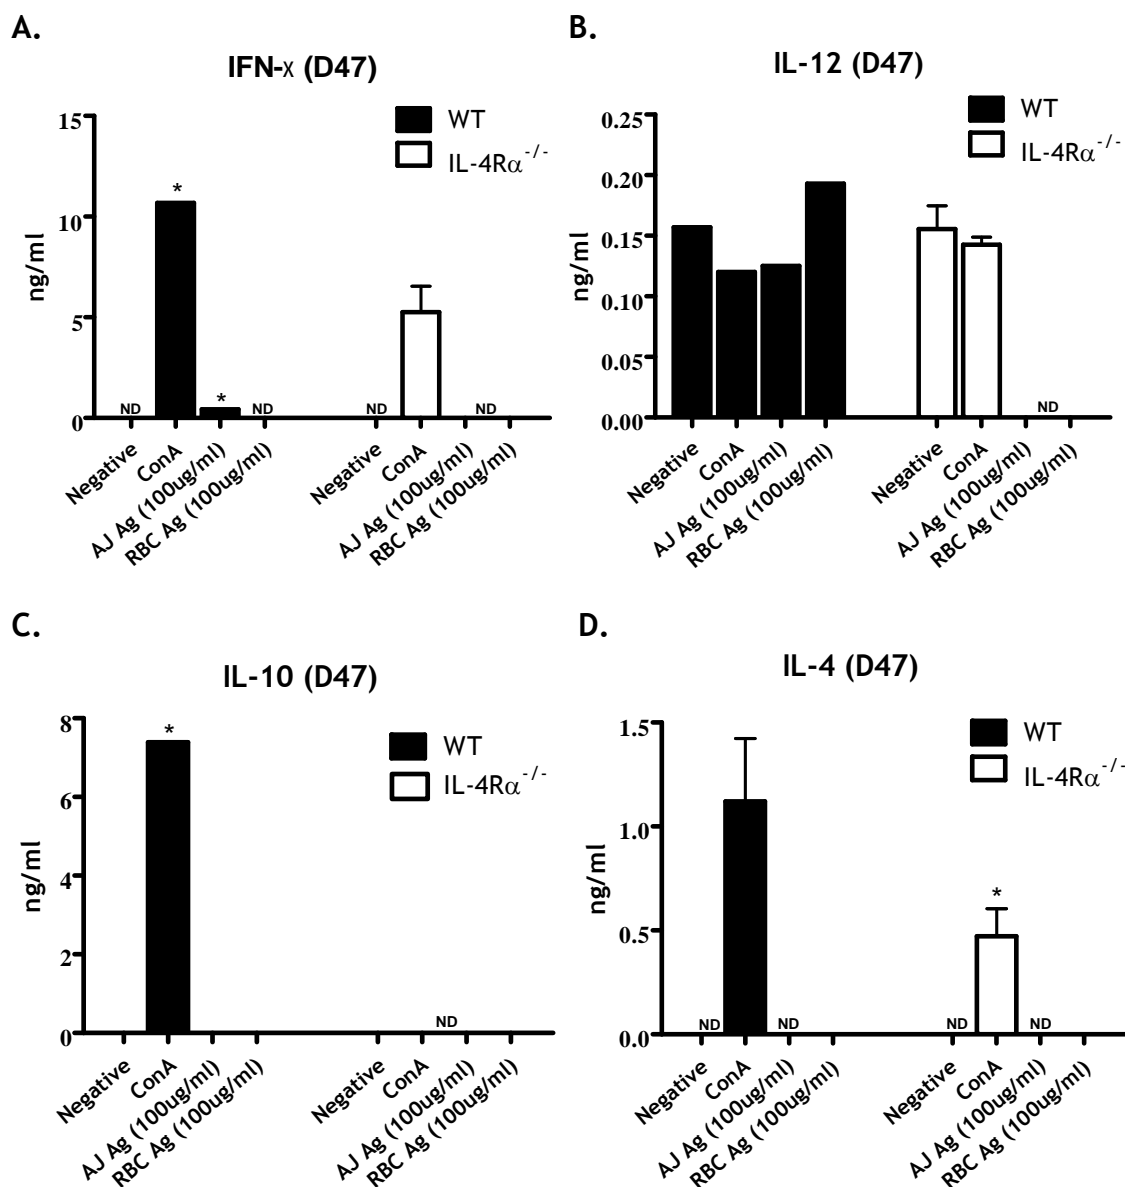 A.
IFN-χ (D47)
WT
IL-4Rα-/-
ng/ml
15
10
5
0
*
*
ND
ND
ND
ND
Negative
ConA
AJ Ag (100ug/ml)
RBC Ag (100ug/ml)
Negative
ConA
AJ Ag (100ug/ml)
RBC Ag (100ug/ml)
B.
IL-12 (D47)
WT
IL-4Rα-/-
ng/ml
0.25
0.20
0.15
0.10
0.05
0.00
ND
Negative
ConA
AJ Ag (100ug/ml)
RBC Ag (100ug/ml)
Negative
ConA
AJ Ag (100ug/ml)
RBC Ag (100ug/ml)
C.
IL-10 (D47)
WT
IL-4Rα-/-
ng/ml
8
6
4
2
0
*
ND
Negative
ConA
AJ Ag (100ug/ml)
RBC Ag (100ug/ml)
Negative
ConA
AJ Ag (100ug/ml)
RBC Ag (100ug/ml)
D.
IL-4 (D47)
WT
IL-4Rα-/-
ng/ml
1.5
1.0
0.5
0.0
*
ND
ND
ND
ND
Negative
ConA
AJ Ag (100ug/ml)
RBC Ag (100ug/ml)
Negative
ConA
AJ Ag (100ug/ml)
RBC Ag (100ug/ml)